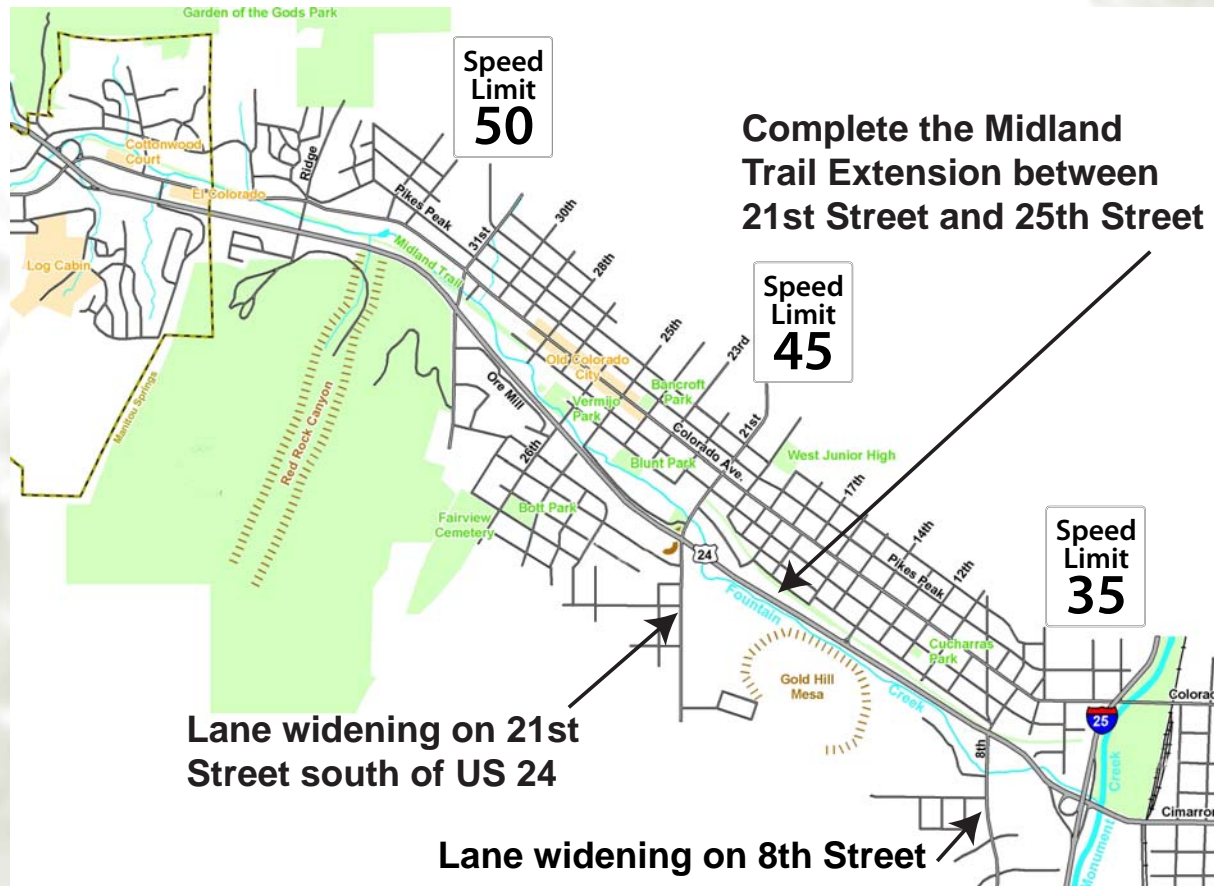 Garden of the Gods Park
Speed
Limit
50
Complete the Midland
Trail Extension between
21st Street and 25th Street
Cottonwood
Court
El Colorado
Ridge
Pikes Peak
30th
31st
Midland Trail
28th
Log Cabin
Speed
Limit
45
25th
23rd
Old Colorado
City
Bancroft
Park
Vermijo
Park
Ore Mill
Manitou Springs
Red Rock Canyon
21st
Colorado Ave.
West Junior High
26th
Blunt Park
17th
Bott Park
Fairview
Cemetery
14th
12th
Pikes Peak
24
Speed
Limit
35
Fountain
Creek
Cucharras
Park
Gold Hill
Mesa
Colorado
25
8th
Lane widening on 21st
Street south of US 24
Creek
Monument
Cimarron
Lane widening on 8th Street